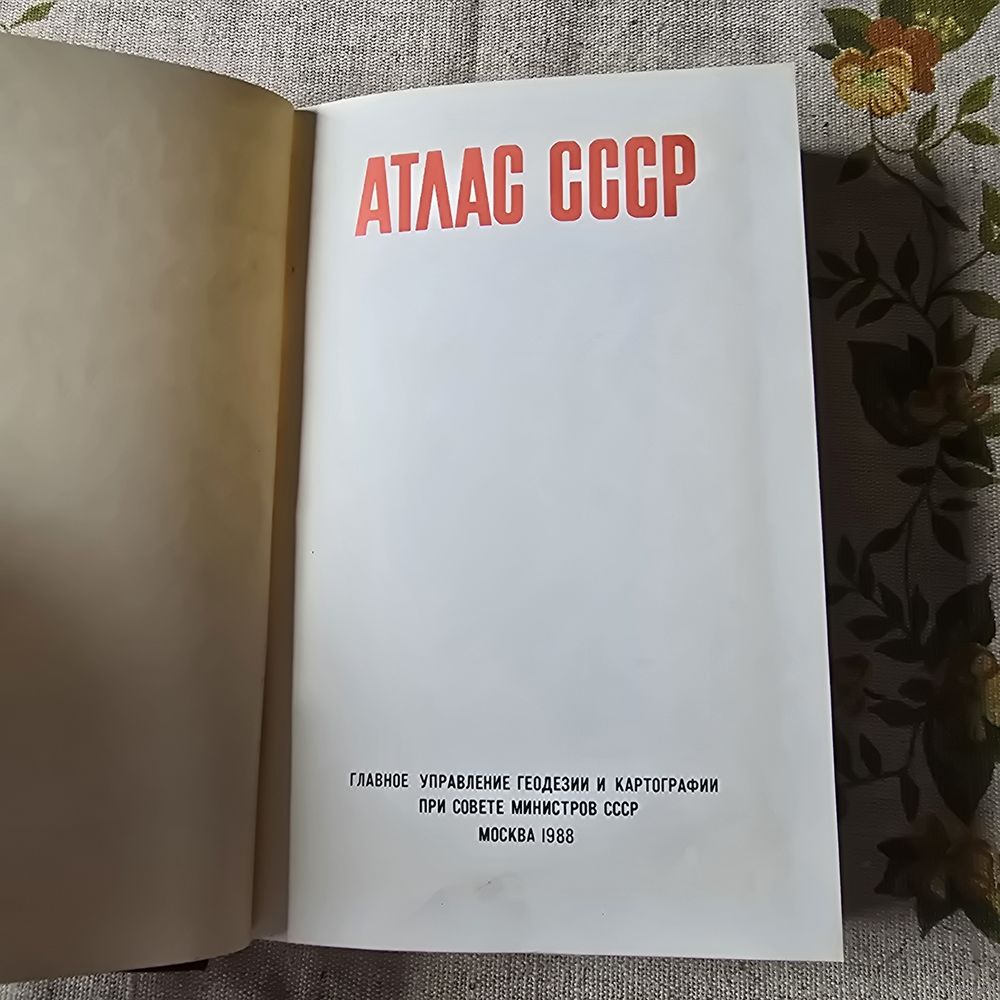 АТЛАС СССР
ГЛАВНОЕ УПРАВЛЕНИЕ ГЕОДЕЗИИ И КАРТОГРАФИИ
ПРИ СОВЕТЕ МИНИСТРОВ СССР
МОСКВА 1988